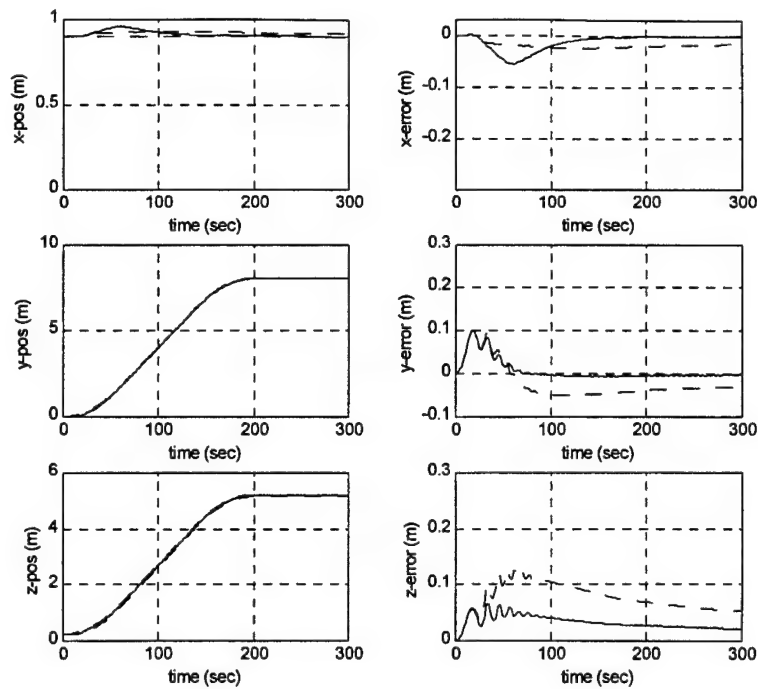 1
0.5
0
x-pos (m)
0 100 200 300
time (sec)
0
-0.1
-0.2
x-error (m)
0 100 200 300
time (sec)
10
5
0
y-pos (m)
0 100 200 300
time (sec)
0.3
0.2
0.1
0
-0.1
y-error (m)
0 100 200 300
time (sec)
6
4
2
0
z-pos (m)
0 100 200 300
time (sec)
0.3
0.2
0.1
0
z-error (m)
0 100 200 300
time (sec)